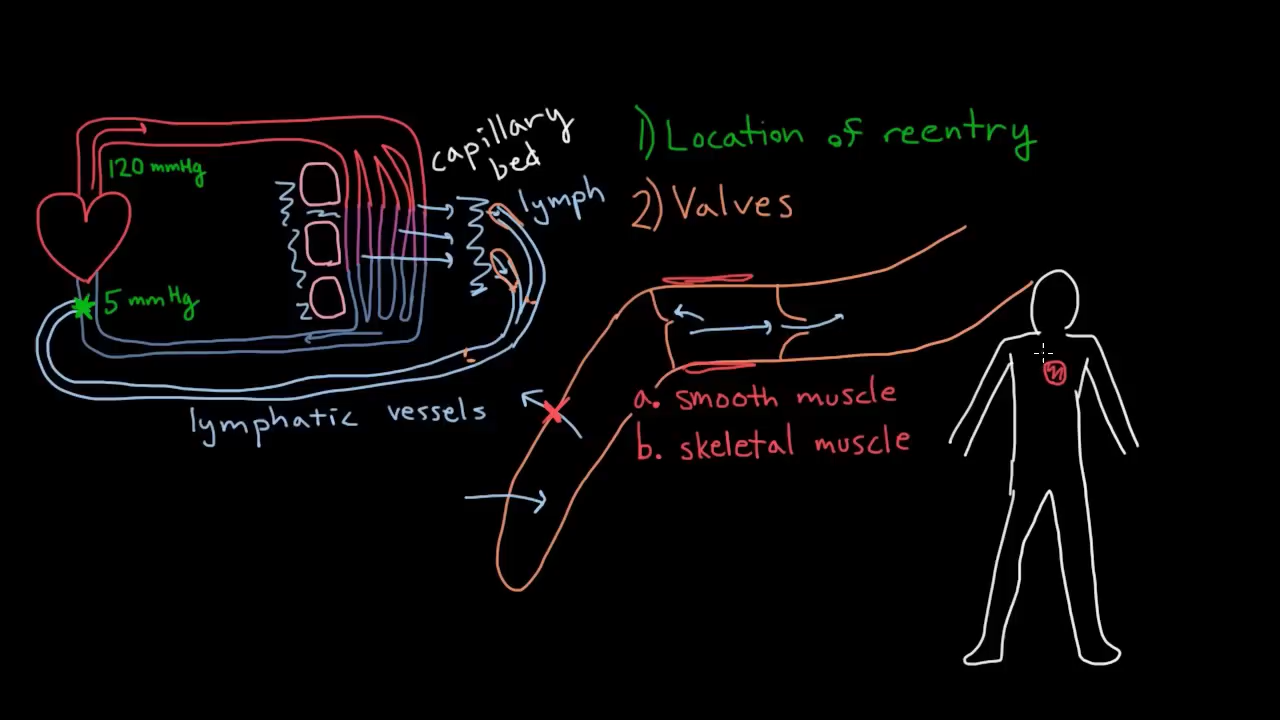 120 mmHg
5 mmHg
capillary
bed
lymph
lymphatic vessels
1) Location of reentry
2) Valves
a. smooth muscle
b. skeletal muscle